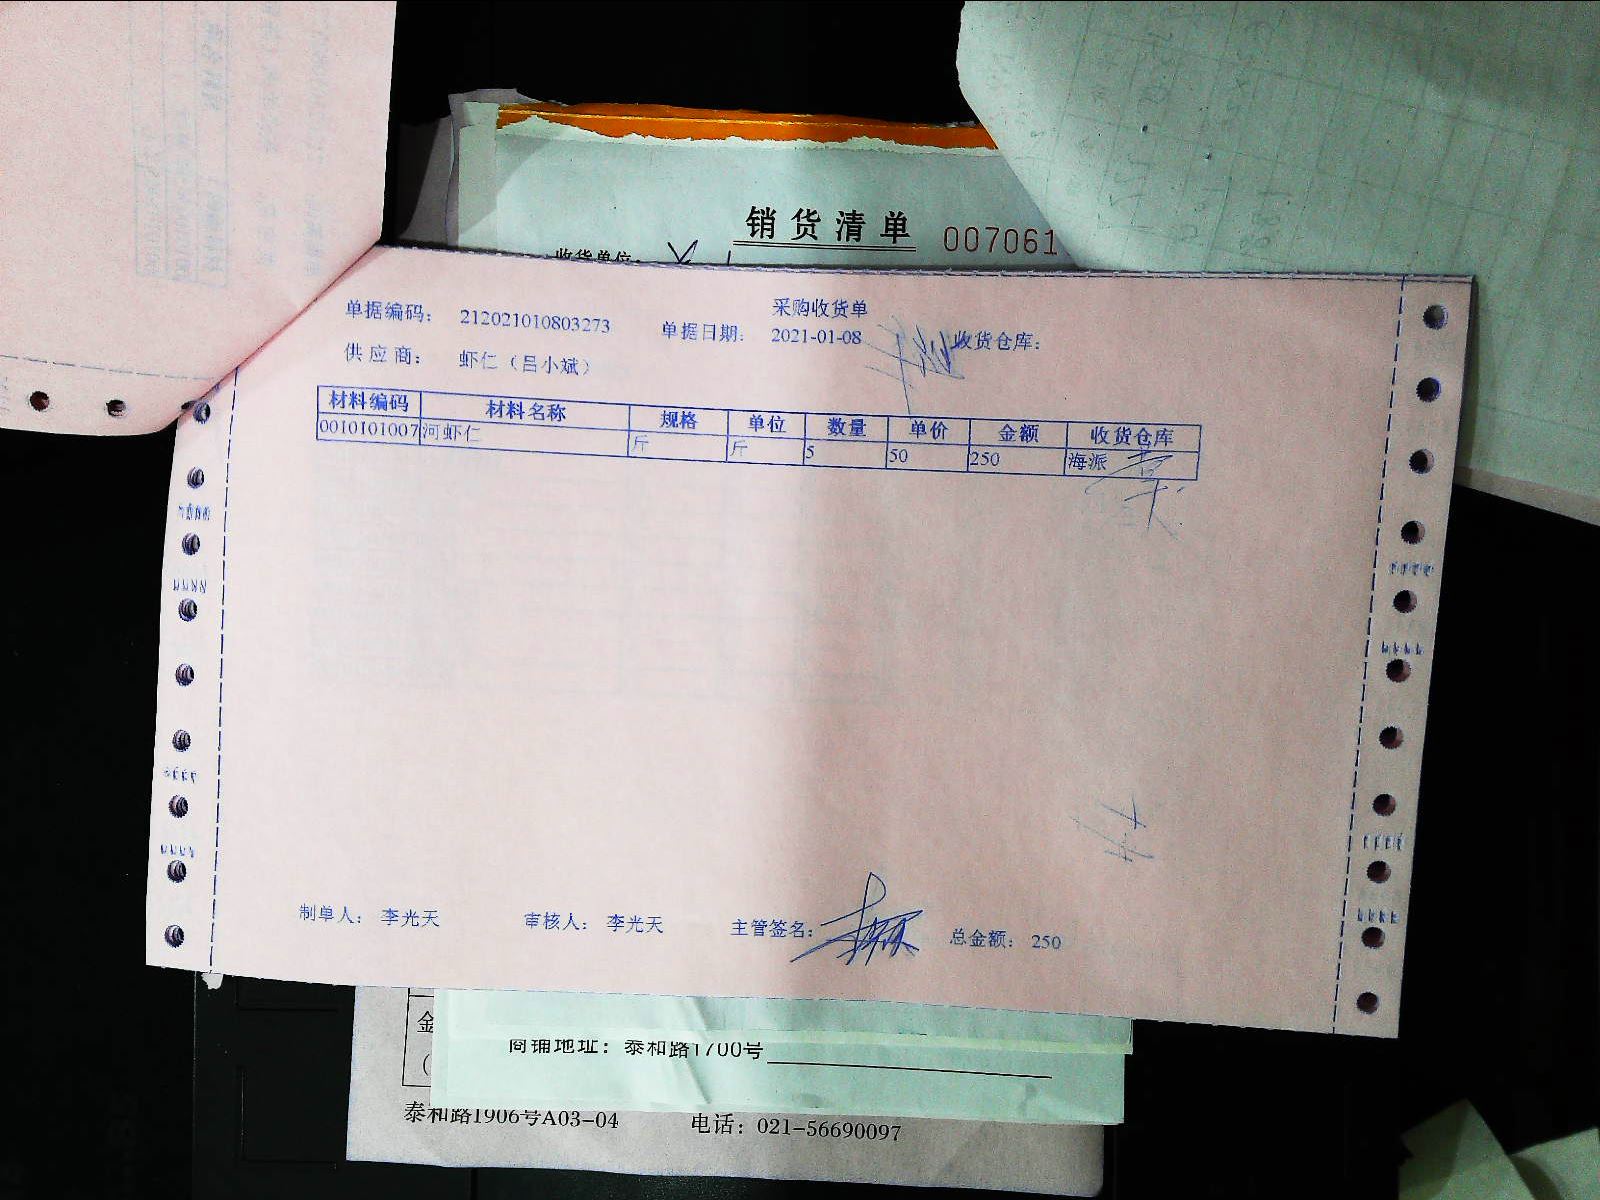 销货清单 007061
收货单位：
采购收货单
单据编码： 212021010803273 单据日期： 2021-01-08 收货仓库：
供应商： 虾仁（吕小斌）
材料编码 材料名称 规格 单位 数量 单价 金额 收货仓库
0010101007 河虾仁 斤 斤 5 50 250 海派
制单人： 李光天 审核人： 李光天 主管签名： 总金额： 250
金
（
商铺地址：泰和路1700号
泰和路1906号A03-04 电话：021-56690097